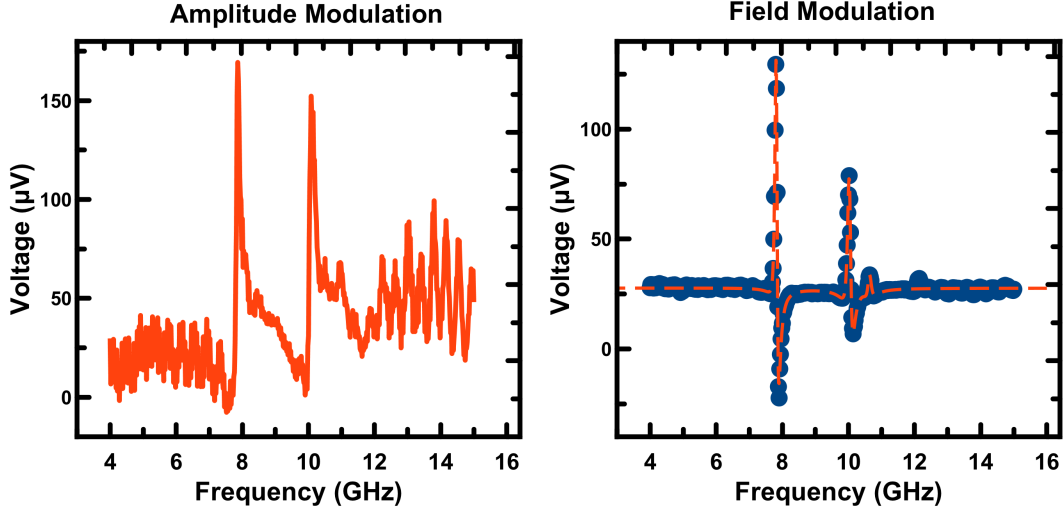 Amplitude Modulation
Voltage (µV)
150
100
50
0
4 6 8 10 12 14 16
Frequency (GHz)
Field Modulation
Voltage (µV)
100
50
0
4 6 8 10 12 14 16
Frequency (GHz)